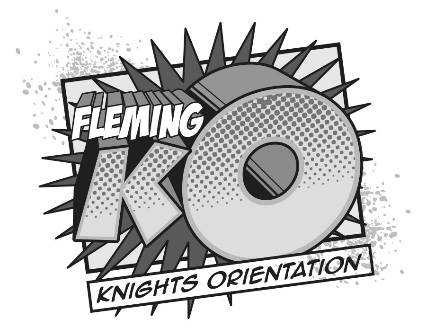 FLEMING
KO
KNIGHTS ORIENTATION